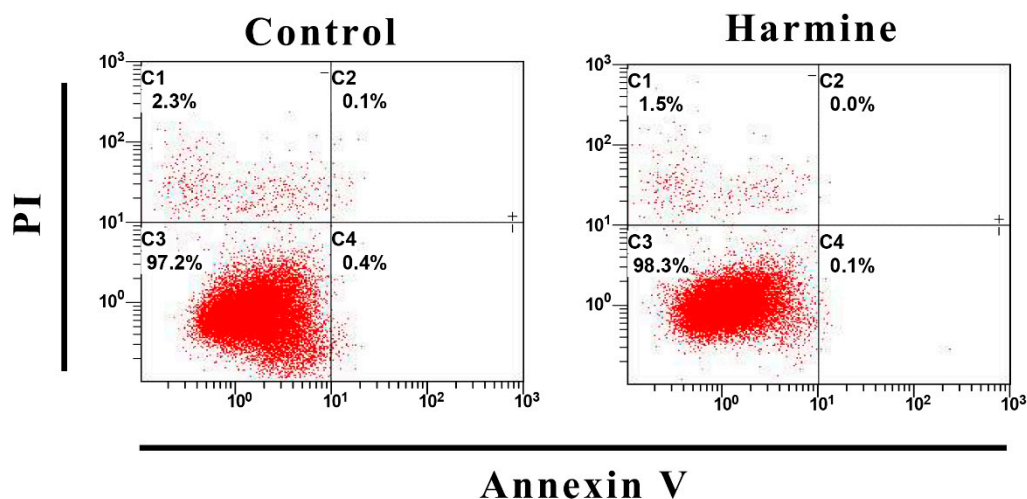 Control
Harmine
PI
10³
10²
10¹
10⁰
C1
2.3%
C2
0.1%
C3
97.2%
C4
0.4%
10⁰
10¹
10²
10³
10³
10²
10¹
10⁰
C1
1.5%
C2
0.0%
C3
98.3%
C4
0.1%
10⁰
10¹
10²
10³
Annexin V